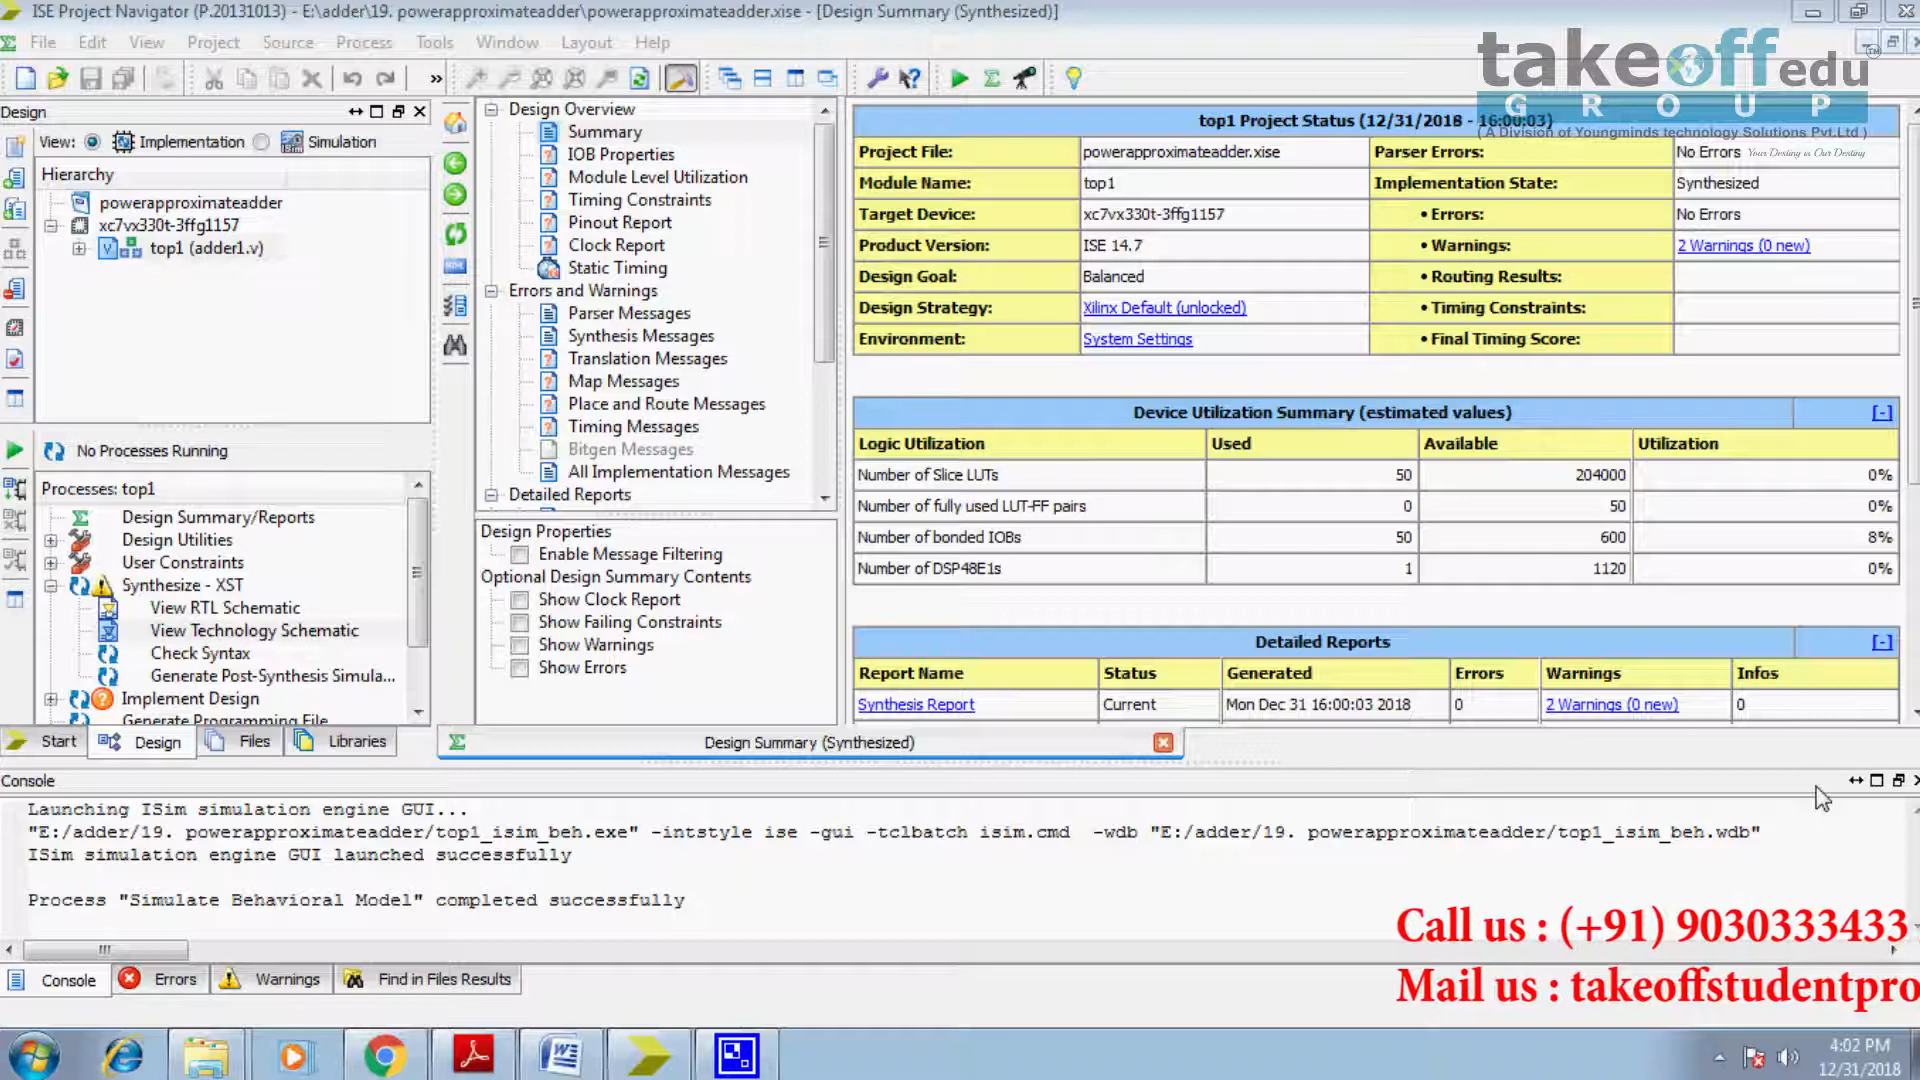 ISE Project Navigator (P.20131013) - E:\adder\19. powerapproximateadder\powerapproximateadder.xise - [Design Summary (Synthesized)]
File Edit View Project Source Process Tools Window Layout Help
takeoff edu
GROUP
( A Division of Youngminds technology Solutions Pvt.Ltd )
Your Destiny is Our Destiny
Design
View: Implementation Simulation
Hierarchy
powerapproximateadder
xc7vx330t-3ffg1157
top1 (adder1.v)
No Processes Running
Processes: top1
Design Summary/Reports
Design Utilities
User Constraints
Synthesize - XST
View RTL Schematic
View Technology Schematic
Check Syntax
Generate Post-Synthesis Simula...
Implement Design
Generate Programming File
Start Design Files Libraries
Design Overview
Summary
IOB Properties
Module Level Utilization
Timing Constraints
Pinout Report
Clock Report
Static Timing
Errors and Warnings
Parser Messages
Synthesis Messages
Translation Messages
Map Messages
Place and Route Messages
Timing Messages
Bitgen Messages
All Implementation Messages
Detailed Reports
Design Properties
Enable Message Filtering
Optional Design Summary Contents
Show Clock Report
Show Failing Constraints
Show Warnings
Show Errors
top1 Project Status (12/31/2018 - 16:00:03)
Project File: powerapproximateadder.xise Parser Errors: No Errors
Module Name: top1 Implementation State: Synthesized
Target Device: xc7vx330t-3ffg1157 • Errors: No Errors
Product Version: ISE 14.7 • Warnings: 2 Warnings (0 new)
Design Goal: Balanced • Routing Results:
Design Strategy: Xilinx Default (unlocked) • Timing Constraints:
Environment: System Settings • Final Timing Score:
Device Utilization Summary (estimated values) [-]
Logic Utilization Used Available Utilization
Number of Slice LUTs 50 204000 0%
Number of fully used LUT-FF pairs 0 50 0%
Number of bonded IOBs 50 600 8%
Number of DSP48E1s 1 1120 0%
Detailed Reports [-]
Report Name Status Generated Errors Warnings Infos
Synthesis Report Current Mon Dec 31 16:00:03 2018 0 2 Warnings (0 new) 0
Design Summary (Synthesized)
Console
Launching ISim simulation engine GUI...
"E:/adder/19. powerapproximateadder/top1_isim_beh.exe" -intstyle ise -gui -tclbatch isim.cmd -wdb "E:/adder/19. powerapproximateadder/top1_isim_beh.wdb"
ISim simulation engine GUI launched successfully
Process "Simulate Behavioral Model" completed successfully
Call us : (+91) 9030333433
Mail us : takeoffstudentpro
Console Errors Warnings Find in Files Results
4:02 PM
12/31/2018